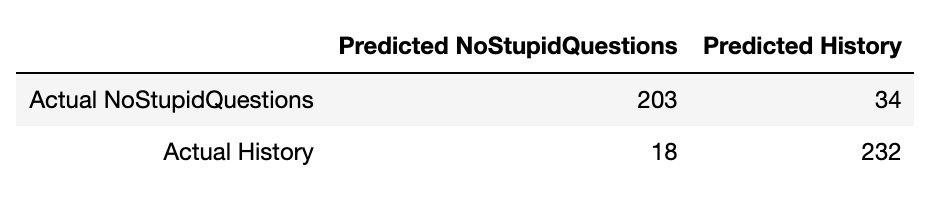 Predicted NoStupidQuestions Predicted History
Actual NoStupidQuestions 203 34
Actual History 18 232